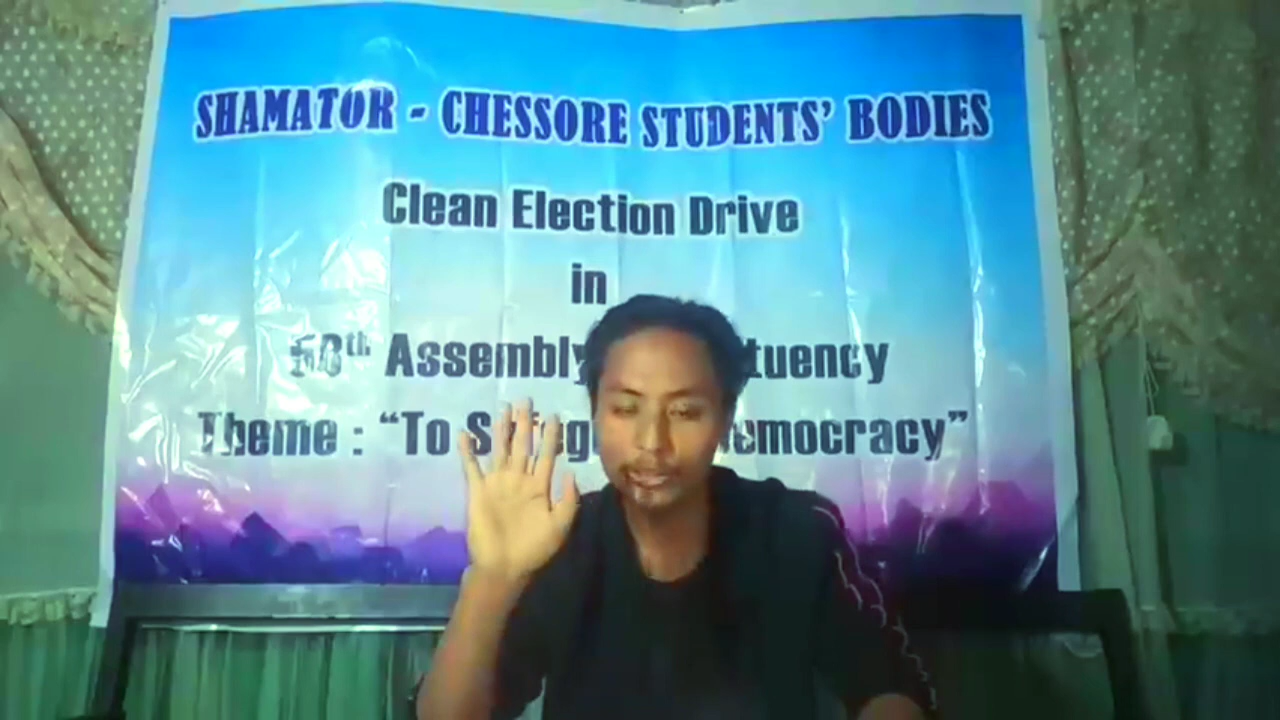 SHAMATOR - CHESSORE STUDENTS' BODIES
Clean Election Drive
in
Assembly
Theme : "To